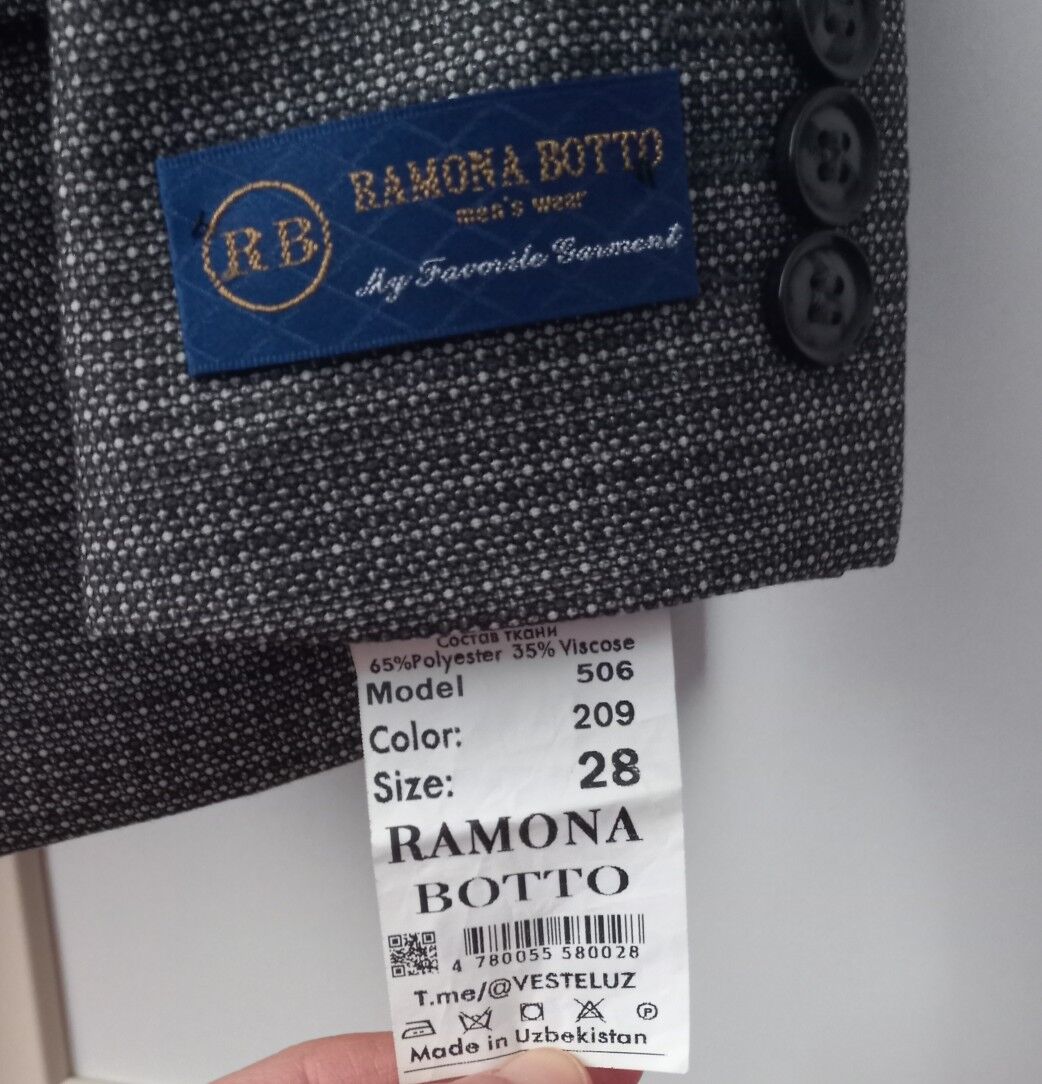 RB
RAMONA BOTTO
men's wear
My Favorite Garment
Состав ткани
65%Polyester 35% Viscose
Model 506
Color: 209
Size: 28
RAMONA
BOTTO
4 780055 580028
T.me/@VESTELUZ
P
Made in Uzbekistan